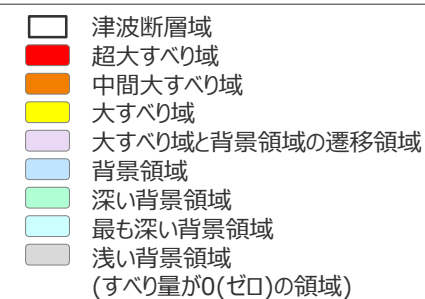 津波断層域
超大すべり域
中間大すべり域
大すべり域
大すべり域と背景領域の遷移領域
背景領域
深い背景領域
最も深い背景領域
浅い背景領域
(すべり量が0(ゼロ)の領域)